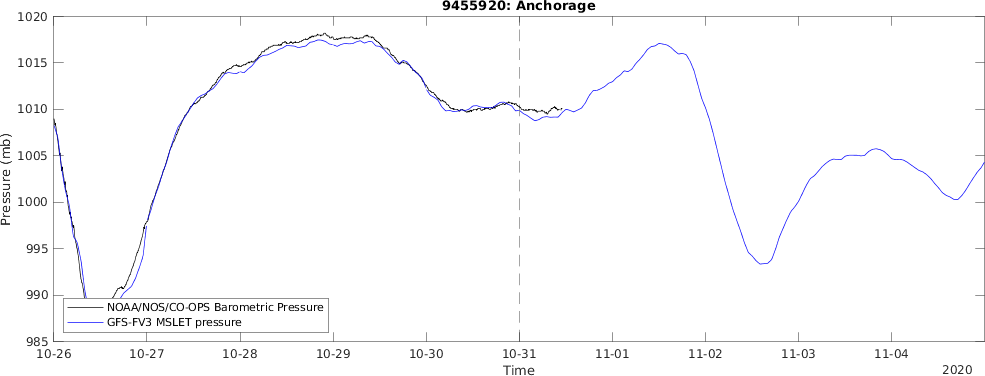 9455920: Anchorage
1020
1015
1010
1005
1000
995
990
985
Pressure (mb)
NOAA/NOS/CO-OPS Barometric Pressure
GFS-FV3 MSLET pressure
10-26 10-27 10-28 10-29 10-30 10-31 11-01 11-02 11-03 11-04
Time
2020